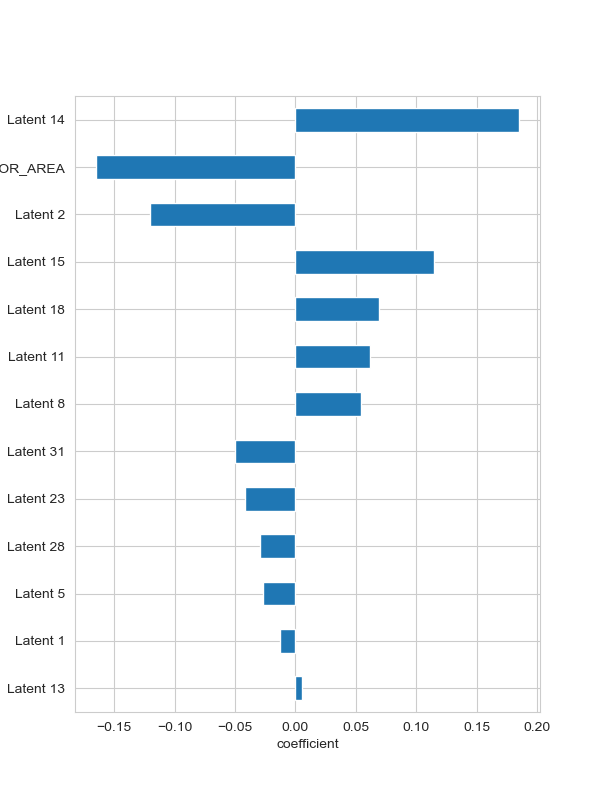 Latent 14
OR_AREA
Latent 2
Latent 15
Latent 18
Latent 11
Latent 8
Latent 31
Latent 23
Latent 28
Latent 5
Latent 1
Latent 13
−0.15 −0.10 −0.05 0.00 0.05 0.10 0.15 0.20
coefficient